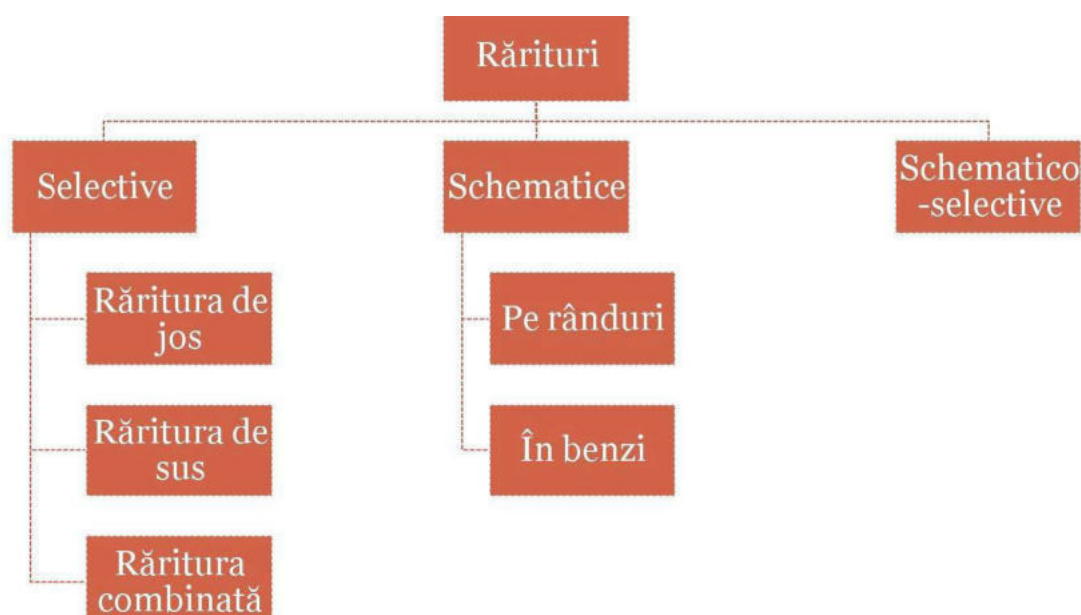 Rărituri
Selective
Schematice
Schematico
-selective
Răritura de
jos
Pe rânduri
Răritura de
sus
În benzi
Răritura
combinată